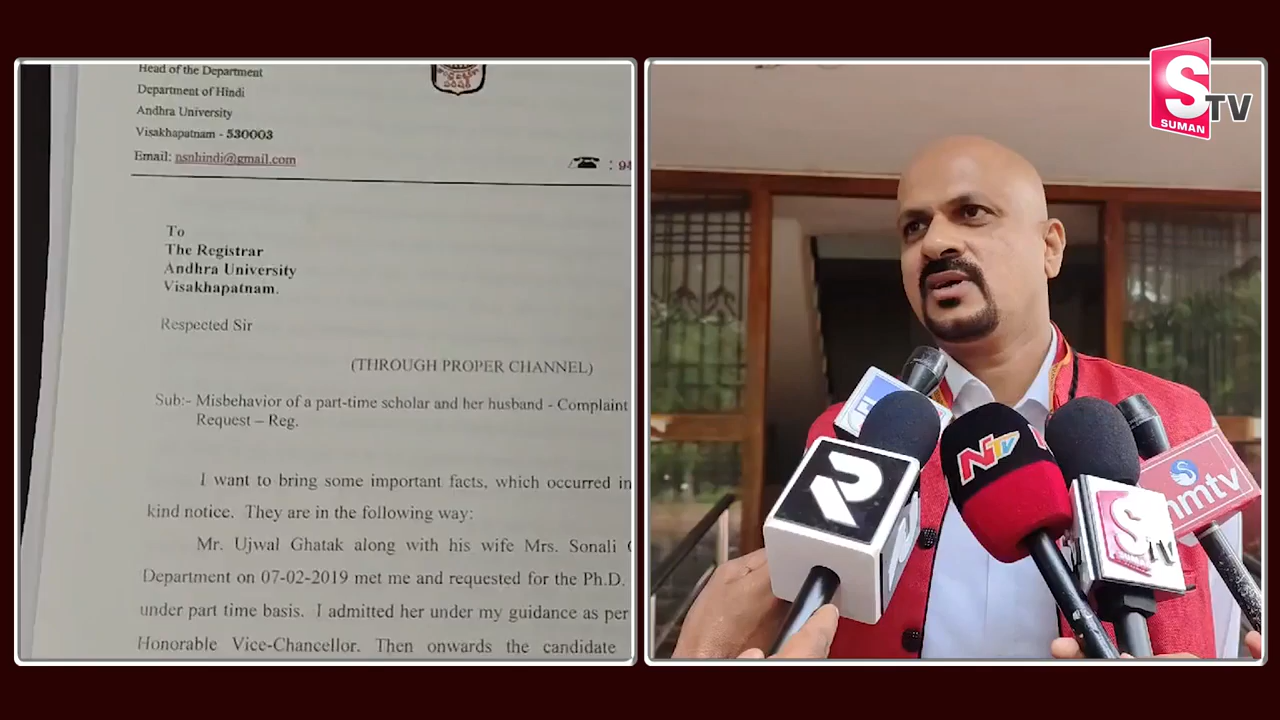 Head of the Department
Department of Hindi
Andhra University
Visakhapatnam - 530003
Email: nsnhindi@gmail.com
: 94
To
The Registrar
Andhra University
Visakhapatnam.
Respected Sir
(THROUGH PROPER CHANNEL)
Sub:- Misbehavior of a part-time scholar and her husband - Complaint
Request – Reg.
I want to bring some important facts, which occurred in
kind notice. They are in the following way:
Mr. Ujwal Ghatak along with his wife Mrs. Sonali
Department on 07-02-2019 met me and requested for the Ph.D.
under part time basis. I admitted her under my guidance as per
Honorable Vice-Chancellor. Then onwards the candidate
S TV
SUMAN
R
NTV
S TV
mmtv